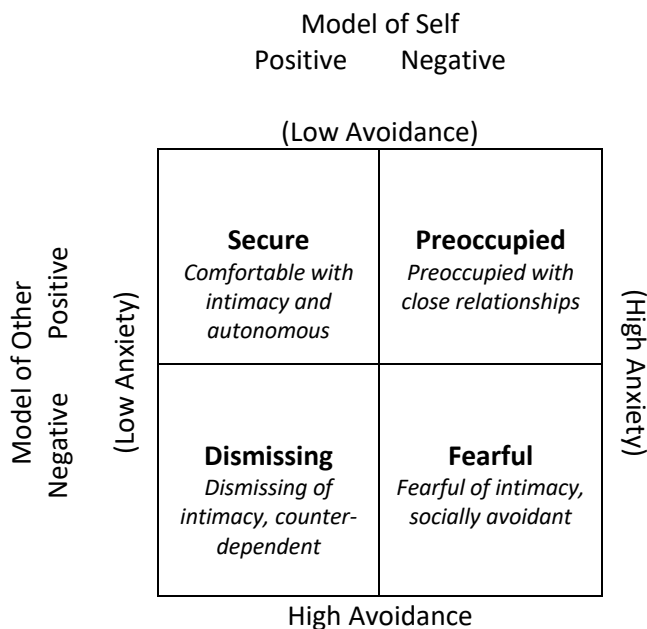 Model of Self
Positive Negative
(Low Avoidance)
Model of Other
Negative Positive
(Low Anxiety)
Secure
Comfortable with
intimacy and
autonomous
Preoccupied
Preoccupied with
close relationships
(High Anxiety)
Dismissing
Dismissing of
intimacy, counter-
dependent
Fearful
Fearful of intimacy,
socially avoidant
High Avoidance